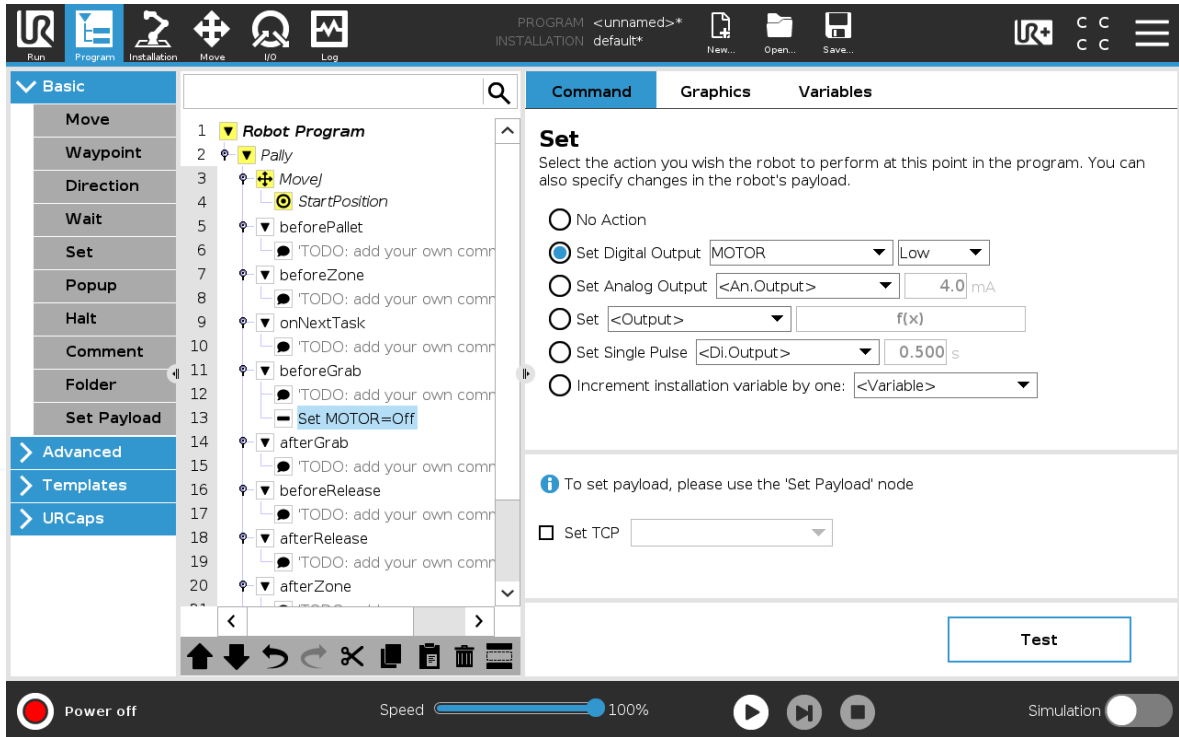 PROGRAM <unnamed>*
INSTALLATION default*
UR
Run
Program
Installation
Move
I/O
Log
New...
Open...
Save...
UR+
C C
C C
Basic
Move
Waypoint
Direction
Wait
Set
Popup
Halt
Comment
Folder
Set Payload
Advanced
Templates
URCaps
1 Robot Program
2 Pally
3 MoveJ
4 StartPosition
5 beforePallet
6 'TODO: add your own comm
7 beforeZone
8 'TODO: add your own comm
9 onNextTask
10 'TODO: add your own comm
11 beforeGrab
12 'TODO: add your own comm
13 Set MOTOR=Off
14 afterGrab
15 'TODO: add your own comm
16 beforeRelease
17 'TODO: add your own comm
18 afterRelease
19 'TODO: add your own comm
20 afterZone
Command Graphics Variables
Set
Select the action you wish the robot to perform at this point in the program. You can
also specify changes in the robot's payload.
No Action
Set Digital Output MOTOR Low
Set Analog Output <An.Output> 4.0 mA
Set <Output> f(x)
Set Single Pulse <Di.Output> 0.500 s
Increment installation variable by one: <Variable>
To set payload, please use the 'Set Payload' node
Set TCP
Test
Power off
Speed 100%
Simulation